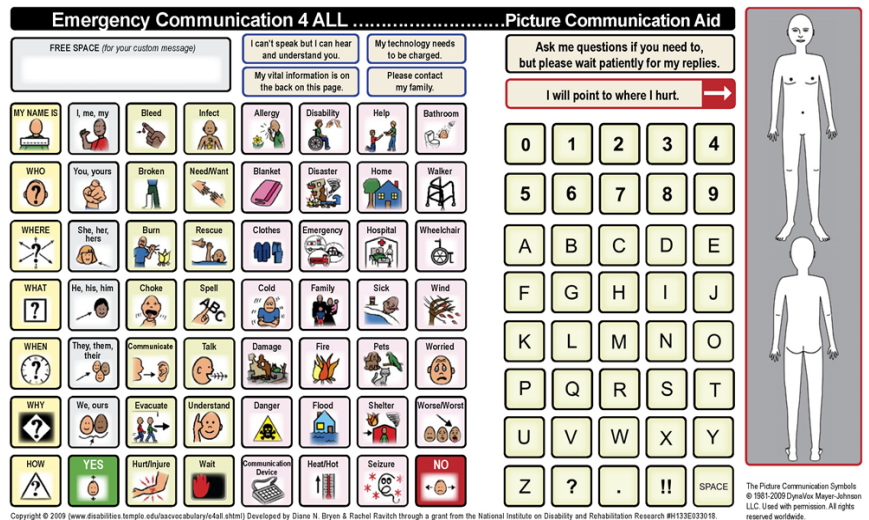 Emergency Communication 4 ALL ...........................Picture Communication Aid
FREE SPACE (for your custom message)
I can't speak but I can hear
and understand you.
My technology needs
to be charged.
My vital information is on
the back on this page.
Please contact
my family.
Ask me questions if you need to,
but please wait patiently for my replies.
I will point to where I hurt.
MY NAME IS
I, me, my
Bleed
Infect
Allergy
Disability
Help
Bathroom
WHO
You, yours
Broken
Need/Want
Blanket
Disaster
Home
Walker
WHERE
She, her,
hers
Burn
Rescue
Clothes
Emergency
Hospital
Wheelchair
WHAT
He, his, him
Choke
Spell
ABC
Cold
Family
Sick
Wind
WHEN
They, them,
their
Communicate
Talk
Damage
Fire
Pets
Worried
WHY
We, ours
Evacuate
Understand
Danger
Flood
Shelter
Worse/Worst
HOW
YES
Hurt/Injure
Wait
Communication
Device
Heat/Hot
Seizure
NO
0 1 2 3 4
5 6 7 8 9
A B C D E
F G H I J
K L M N O
P Q R S T
U V W X Y
Z ? . !! SPACE
The Picture Communication Symbols
© 1981-2009 DynaVox Mayer-Johnson
LLC. Used with permission. All rights
reserved worldwide.
Copyright © 2009 (www.disabilities.temple.edu/aacvocabulary/e4all.shtml) Developed by Diane N. Bryen & Rachel Ravitch through a grant from the National Institute on Disability and Rehabilitation Research #H133E033018.